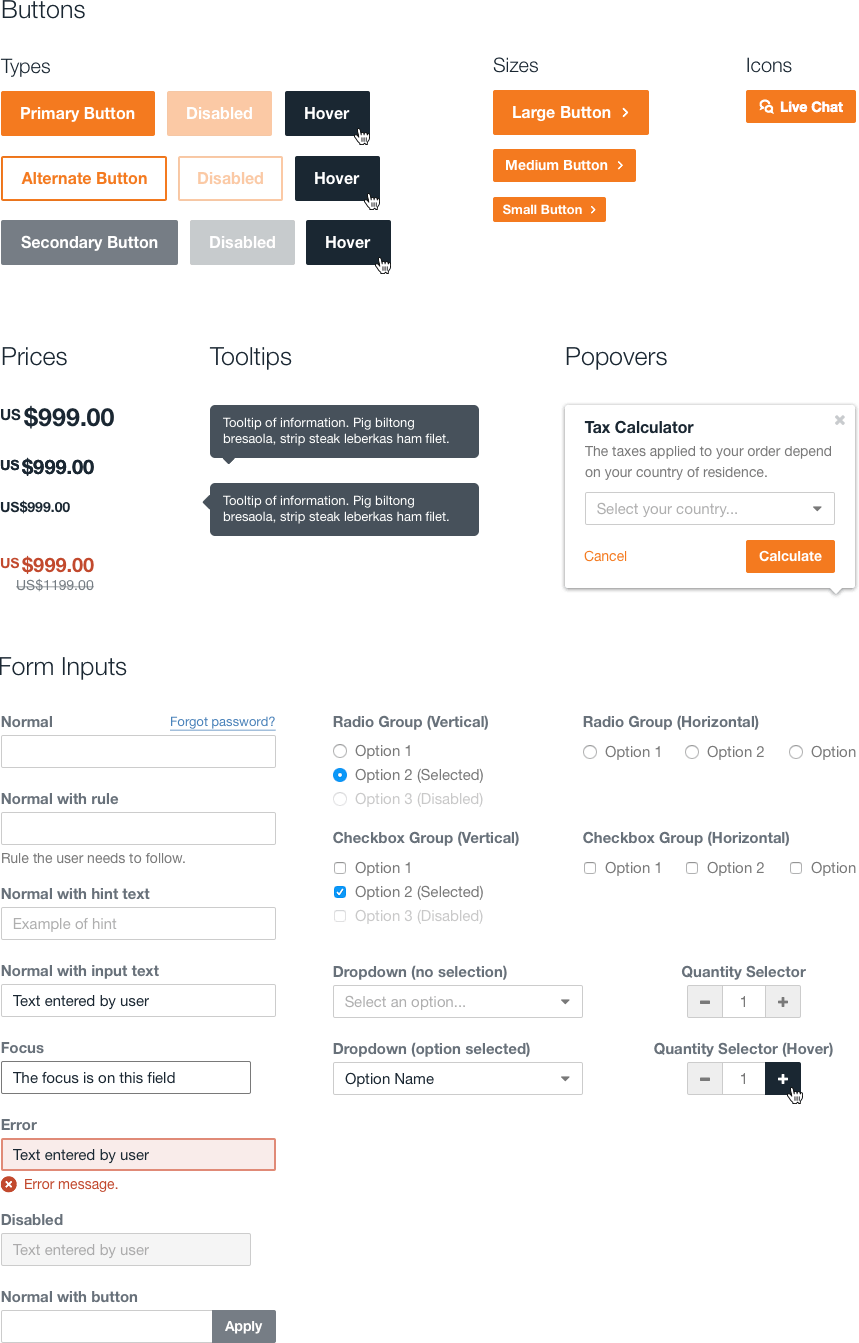 Buttons
Types
Primary Button
Disabled
Hover
Alternate Button
Disabled
Hover
Secondary Button
Disabled
Hover
Sizes
Large Button
Medium Button
Small Button
Icons
Live Chat
Prices
US $999.00
US $999.00
US$999.00
US $999.00
US$1199.00
Tooltips
Tooltip of information. Pig biltong
bresaola, strip steak leberkas ham filet.
Tooltip of information. Pig biltong
bresaola, strip steak leberkas ham filet.
Popovers
Tax Calculator
The taxes applied to your order depend
on your country of residence.
Select your country...
Cancel
Calculate
Form Inputs
Normal
Forgot password?
Normal with rule
Rule the user needs to follow.
Normal with hint text
Example of hint
Normal with input text
Text entered by user
Focus
The focus is on this field
Error
Text entered by user
Error message.
Disabled
Text entered by user
Normal with button
Apply
Radio Group (Vertical)
Option 1
Option 2 (Selected)
Option 3 (Disabled)
Checkbox Group (Vertical)
Option 1
Option 2 (Selected)
Option 3 (Disabled)
Dropdown (no selection)
Select an option...
Dropdown (option selected)
Option Name
Radio Group (Horizontal)
Option 1
Option 2
Option
Checkbox Group (Horizontal)
Option 1
Option 2
Option
Quantity Selector
1
Quantity Selector (Hover)
1